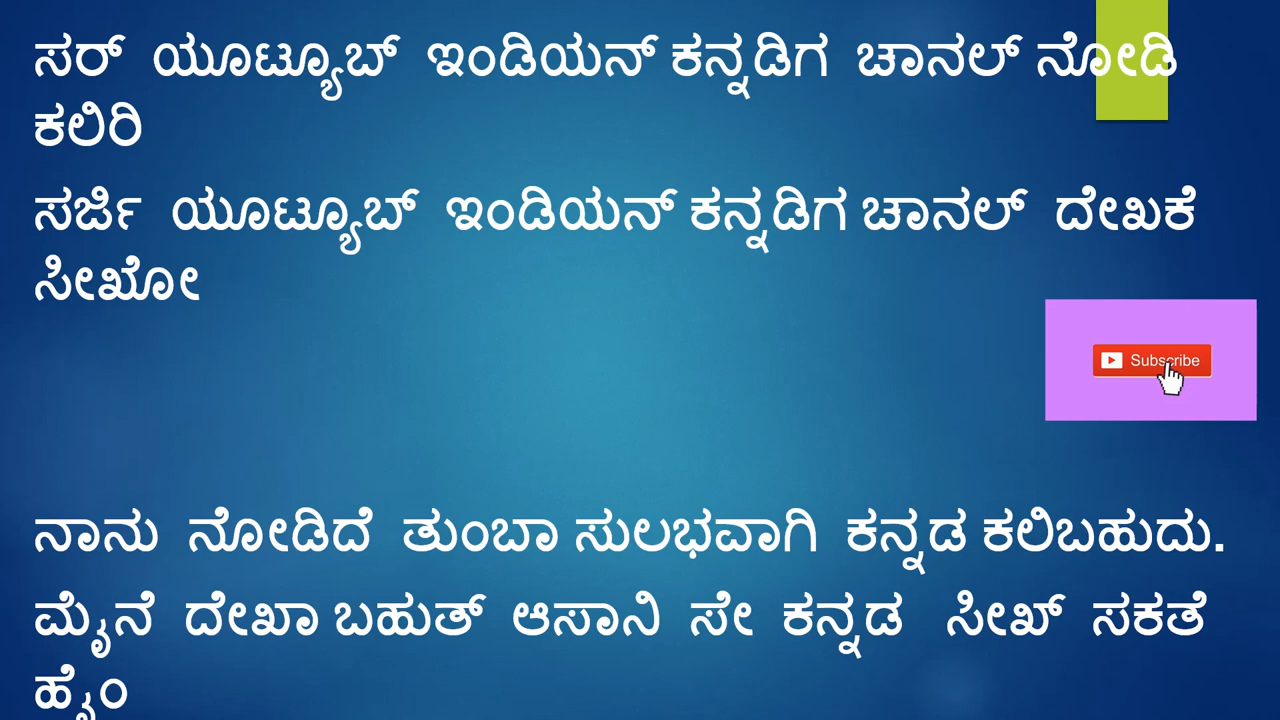 ಸರ್ ಯೂಟ್ಯೂಬ್ ಇಂಡಿಯನ್ ಕನ್ನಡಿಗ ಚಾನಲ್ ನೋಡಿ
ಕಲಿರಿ
ಸರ್ಜಿ ಯೂಟ್ಯೂಬ್ ಇಂಡಿಯನ್ ಕನ್ನಡಿಗ ಚಾನಲ್ ದೇಖಕೆ
ಸೀಖೋ
Subscribe
ನಾನು ನೋಡಿದೆ ತುಂಬಾ ಸುಲಭವಾಗಿ ಕನ್ನಡ ಕಲಿಬಹುದು.
ಮೈನೆ ದೇಖಾ ಬಹುತ್ ಆಸಾನಿ ಸೇ ಕನ್ನಡ ಸೀಖ್ ಸಕತೆ
ಹೈಂ